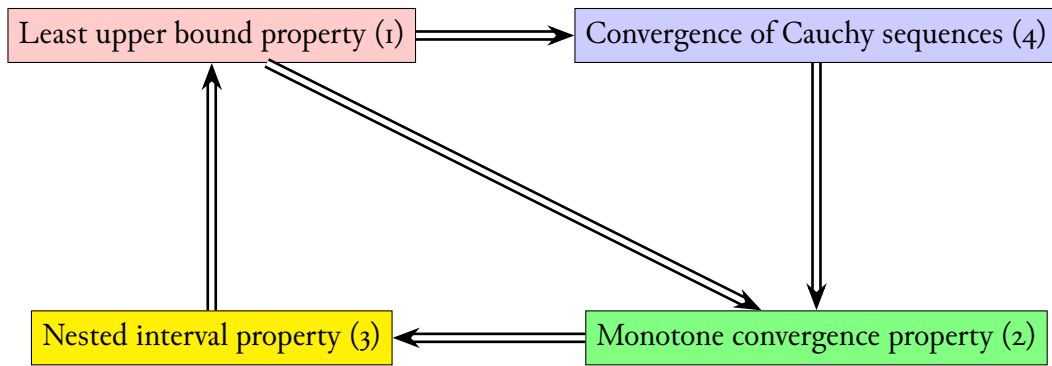 Least upper bound property (1)
Convergence of Cauchy sequences (4)
Nested interval property (3)
Monotone convergence property (2)